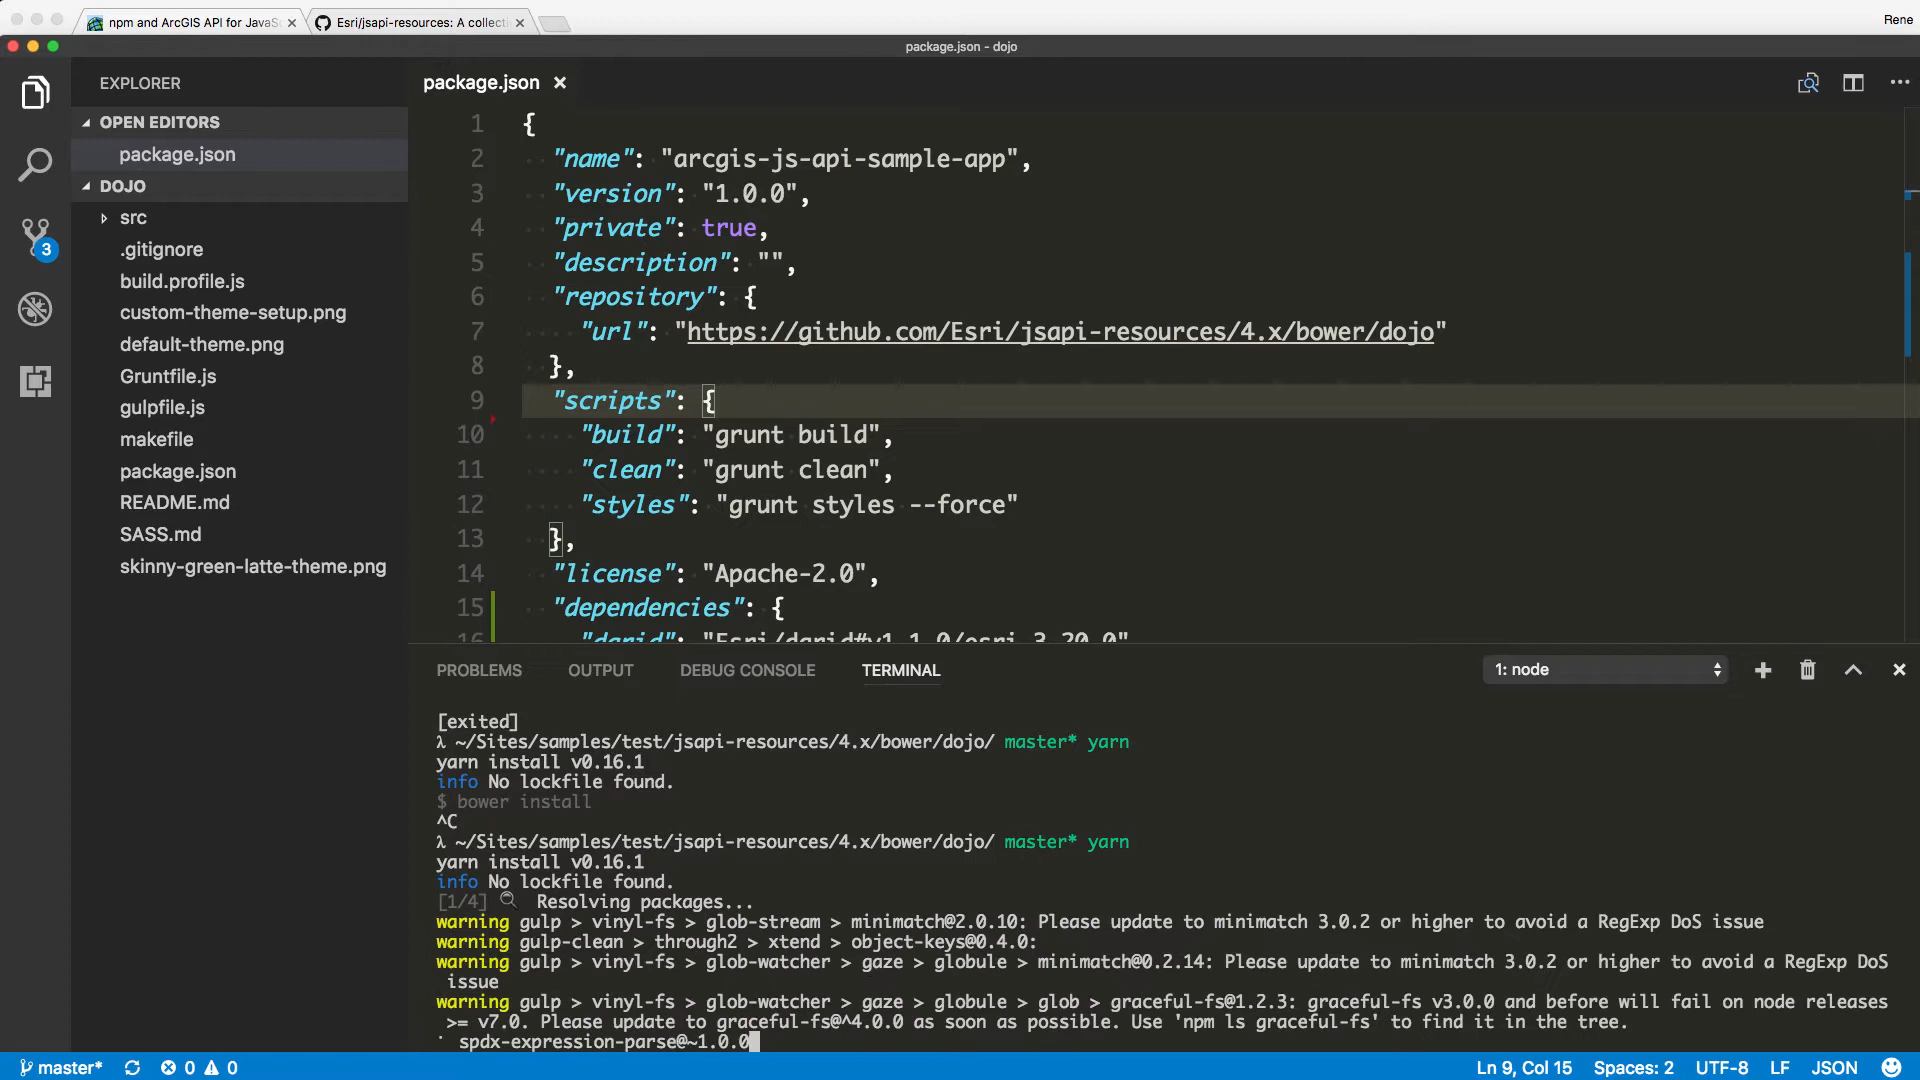 npm and ArcGIS API for JavaS
Esri/jsapi-resources: A collecti
Rene
package.json - dojo
EXPLORER
OPEN EDITORS
package.json
DOJO
src
.gitignore
build.profile.js
custom-theme-setup.png
default-theme.png
Gruntfile.js
gulpfile.js
makefile
package.json
README.md
SASS.md
skinny-green-latte-theme.png
3
package.json
1 {
2 "name": "arcgis-js-api-sample-app",
3 "version": "1.0.0",
4 "private": true,
5 "description": "",
6 "repository": {
7 "url": "https://github.com/Esri/jsapi-resources/4.x/bower/dojo"
8 },
9 "scripts": {
10 "build": "grunt build",
11 "clean": "grunt clean",
12 "styles": "grunt styles --force"
13 },
14 "license": "Apache-2.0",
15 "dependencies": {
16 "dgrid": "Esri/dgrid#v1.1.0/esri-3.20.0"
PROBLEMS OUTPUT DEBUG CONSOLE TERMINAL 1: node
[exited]
λ ~/Sites/samples/test/jsapi-resources/4.x/bower/dojo/ master* yarn
yarn install v0.16.1
info No lockfile found.
$ bower install
^C
λ ~/Sites/samples/test/jsapi-resources/4.x/bower/dojo/ master* yarn
yarn install v0.16.1
info No lockfile found.
[1/4] Resolving packages...
warning gulp > vinyl-fs > glob-stream > minimatch@2.0.10: Please update to minimatch 3.0.2 or higher to avoid a RegExp DoS issue
warning gulp-clean > through2 > xtend > object-keys@0.4.0:
warning gulp > vinyl-fs > glob-watcher > gaze > globule > minimatch@0.2.14: Please update to minimatch 3.0.2 or higher to avoid a RegExp DoS
issue
warning gulp > vinyl-fs > glob-watcher > gaze > globule > glob > graceful-fs@1.2.3: graceful-fs v3.0.0 and before will fail on node releases
>= v7.0. Please update to graceful-fs@^4.0.0 as soon as possible. Use 'npm ls graceful-fs' to find it in the tree.
spdx-expression-parse@~1.0.0
master* 0 0 Ln 9, Col 15 Spaces: 2 UTF-8 LF JSON